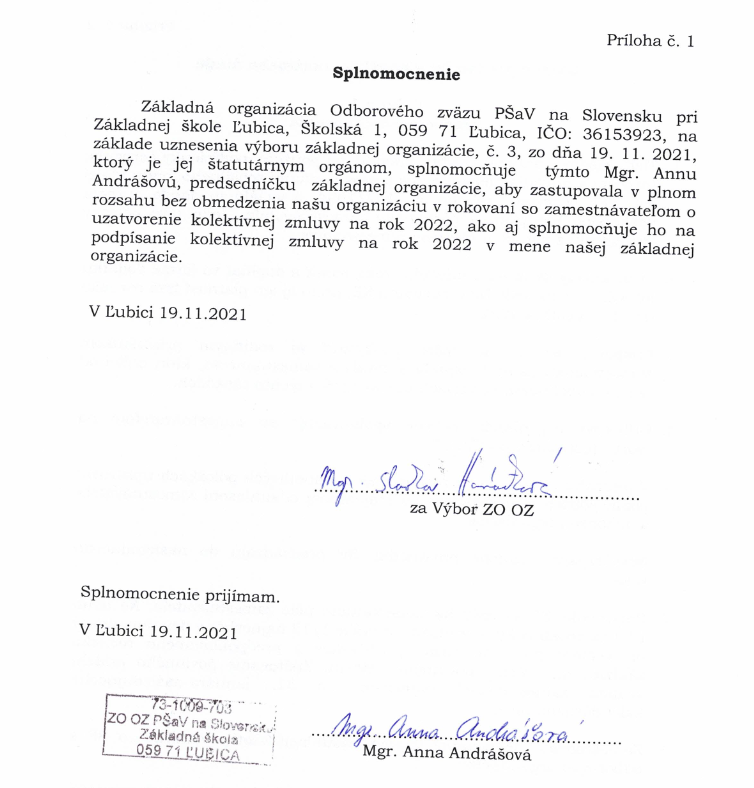 Príloha č. 1
Splnomocnenie
Základná organizácia Odborového zväzu PŠaV na Slovensku pri
Základnej škole Ľubica, Školská 1, 059 71 Ľubica, IČO: 36153923, na
základe uznesenia výboru základnej organizácie, č. 3, zo dňa 19. 11. 2021,
ktorý je jej štatutárnym orgánom, splnomocňuje týmto Mgr. Annu
Andrášovú, predsedníčku základnej organizácie, aby zastupovala v plnom
rozsahu bez obmedzenia našu organizáciu v rokovaní so zamestnávateľom o
uzatvorenie kolektívnej zmluvy na rok 2022, ako aj splnomocňuje ho na
podpísanie kolektívnej zmluvy na rok 2022 v mene našej základnej
organizácie.
V Ľubici 19.11.2021
Mgr.
za Výbor ZO OZ
Splnomocnenie prijímam.
V Ľubici 19.11.2021
73-1009-703
ZO OZ PŠaV na Slovensku
Základná škola
059 71 ĽUBICA
Mgr. Anna Andrášová
Mgr. Anna Andrášová